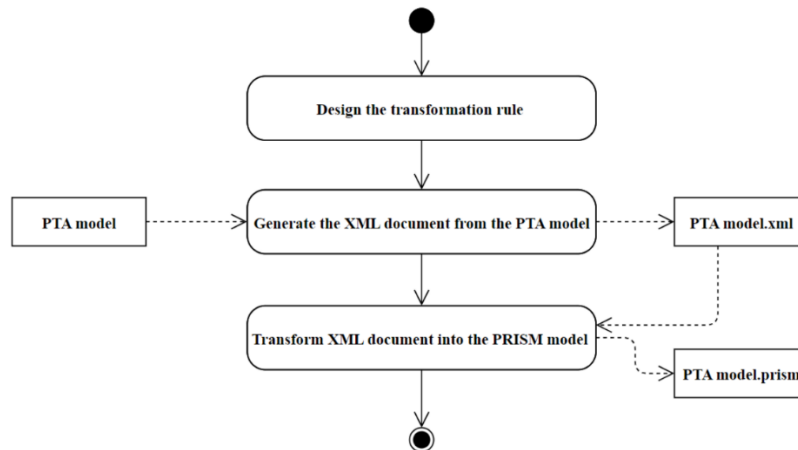 Design the transformation rule
PTA model
Generate the XML document from the PTA model
PTA model.xml
Transform XML document into the PRISM model
PTA model.prism